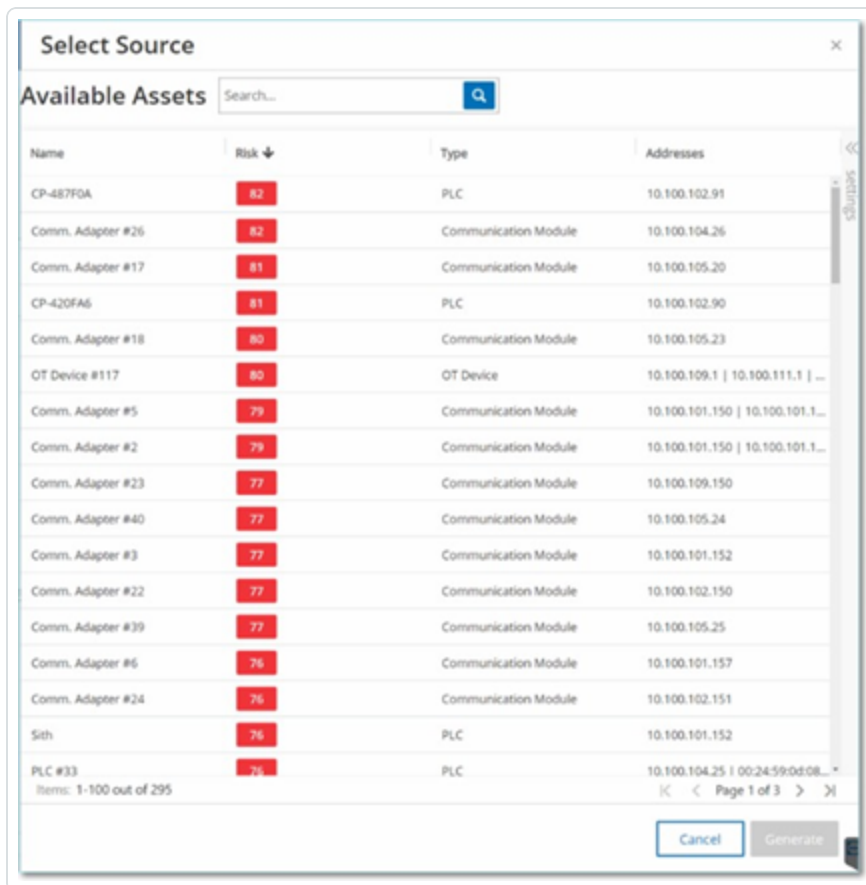 Select Source
Available Assets Search...
Name Risk Type Addresses
settings
CP-487F0A 82 PLC 10.100.102.91
Comm. Adapter #26 82 Communication Module 10.100.104.26
Comm. Adapter #17 81 Communication Module 10.100.105.20
CP-420FA6 81 PLC 10.100.102.90
Comm. Adapter #18 80 Communication Module 10.100.105.23
OT Device #117 80 OT Device 10.100.109.1 | 10.100.111.1 | ...
Comm. Adapter #5 79 Communication Module 10.100.101.150 | 10.100.101.1...
Comm. Adapter #2 79 Communication Module 10.100.101.150 | 10.100.101.1...
Comm. Adapter #23 77 Communication Module 10.100.109.150
Comm. Adapter #40 77 Communication Module 10.100.105.24
Comm. Adapter #3 77 Communication Module 10.100.101.152
Comm. Adapter #22 77 Communication Module 10.100.102.150
Comm. Adapter #39 77 Communication Module 10.100.105.25
Comm. Adapter #6 76 Communication Module 10.100.101.157
Comm. Adapter #24 76 Communication Module 10.100.102.151
Sith 76 PLC 10.100.101.152
PLC #33 76 PLC 10.100.104.25 | 00:24:59:0d:08...
Items: 1-100 out of 295 Page 1 of 3
Cancel Generate